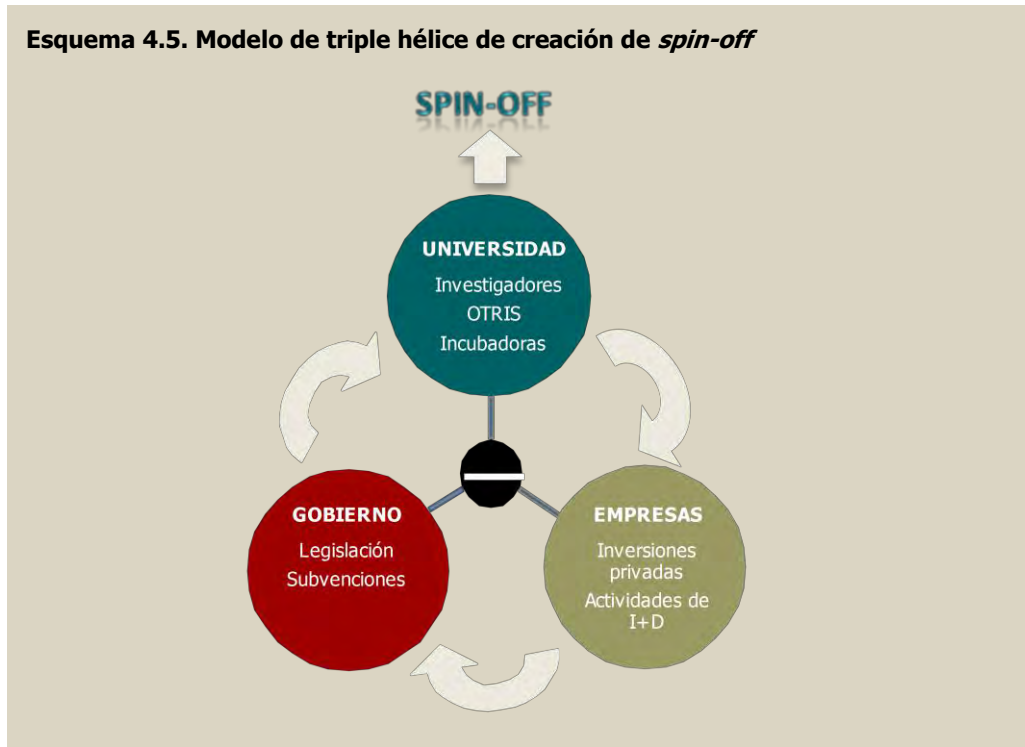 Esquema 4.5. Modelo de triple hélice de creación de spin-off
SPIN-OFF
UNIVERSIDAD
Investigadores
OTRIS
Incubadoras
GOBIERNO
Legislación
Subvenciones
EMPRESAS
Inversiones
privadas
Actividades de
I+D